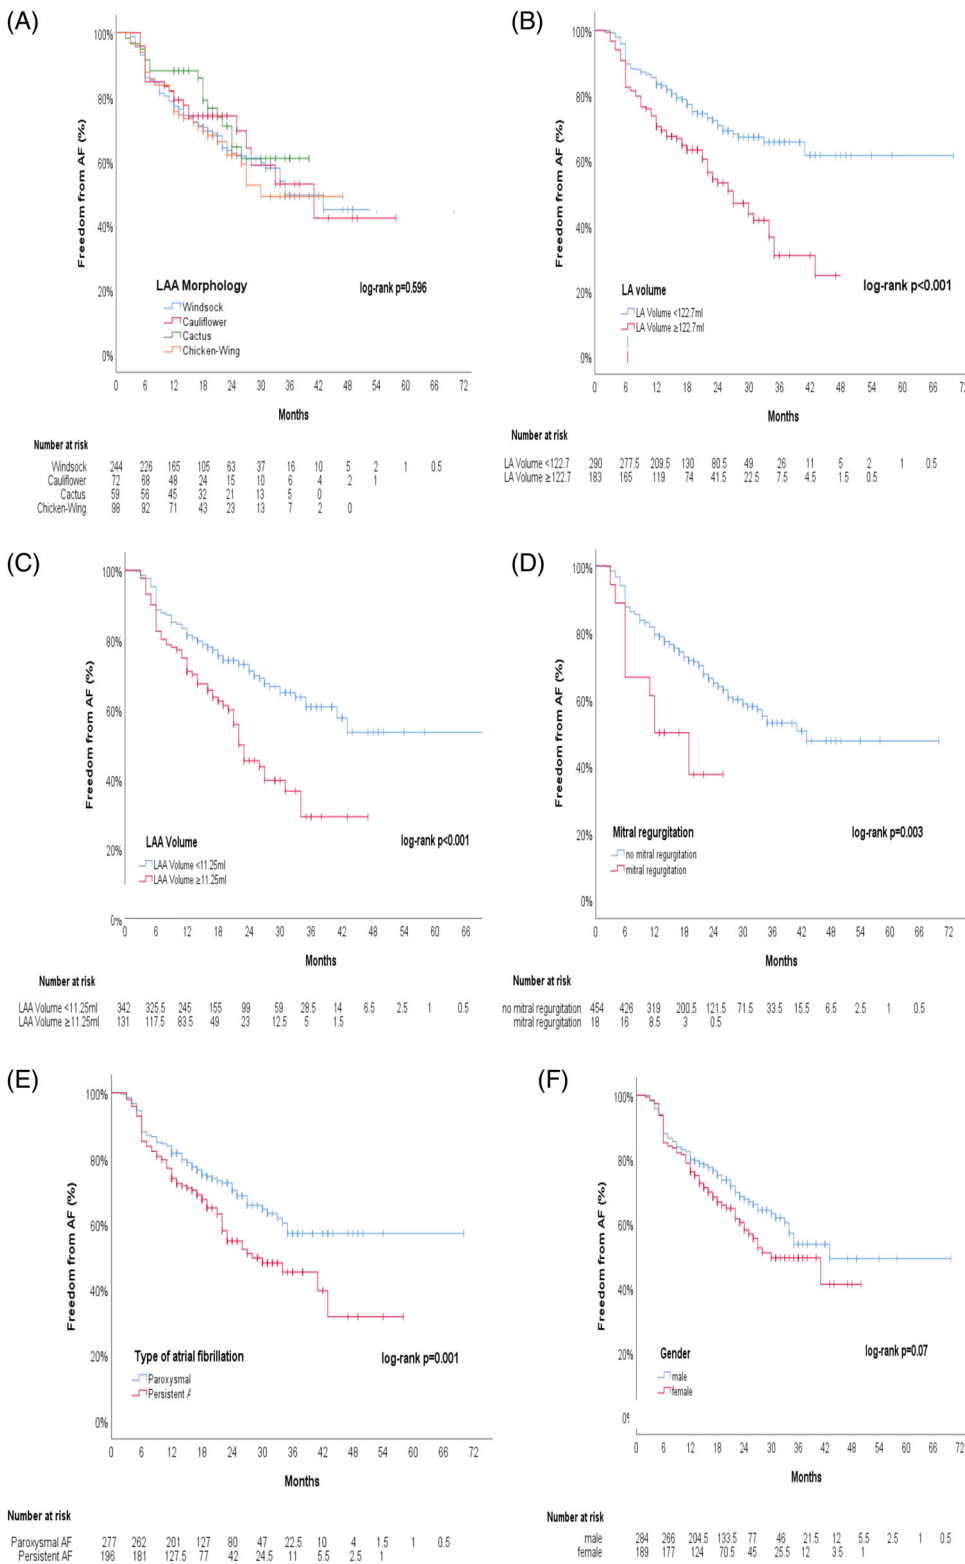 (A)
100%
80%
60%
40%
20%
0%
Freedom from AF (%)
LAA Morphology
Windsock
Cauliflower
Cactus
Chicken-Wing
log-rank p=0.596
0 6 12 18 24 30 36 42 48 54 60 66 72
Months
Number at risk
Windsock 244 226 165 105 63 37 16 10 5 2 1 0.5
Cauliflower 72 68 48 24 15 10 6 4 2 1
Cactus 59 56 45 32 21 13 5 0
Chicken-Wing 98 92 71 43 23 13 7 2 0
(B)
100%
80%
60%
40%
20%
0%
Freedom from AF (%)
LA volume
LA Volume <122.7ml
LA Volume ≥122.7ml
log-rank p<0.001
0 6 12 18 24 30 36 42 48 54 60 66 72
Months
Number at risk
LA Volume <122.7 290 277.5 209.5 130 80.5 49 26 11 5 2 1 0.5
LA Volume ≥122.7 183 165 119 74 41.5 22.5 7.5 4.5 1.5 0.5
(C)
100%
80%
60%
40%
20%
0%
Freedom from AF (%)
LAA Volume
LAA Volume <11.25ml
LAA Volume ≥11.25ml
log-rank p<0.001
0 6 12 18 24 30 36 42 48 54 60 66
Months
Number at risk
LAA Volume <11.25ml 342 325.5 245 155 99 59 28.5 14 6.5 2.5 1 0.5
LAA Volume ≥11.25ml 131 117.5 83.5 49 23 12.5 5 1.5
(D)
100%
80%
60%
40%
20%
0%
Freedom from AF (%)
Mitral regurgitation
no mitral regurgitation
mitral regurgitation
log-rank p=0.003
0 6 12 18 24 30 36 42 48 54 60 66 72
Months
Number at risk
no mitral regurgitation 454 426 319 200.5 121.5 71.5 33.5 15.5 6.5 2.5 1 0.5
mitral regurgitation 18 16 8.5 3 0.5
(E)
100%
80%
60%
40%
20%
0%
Freedom from AF (%)
Type of atrial fibrillation
Paroxysmal
Persistent A
log-rank p=0.001
0 6 12 18 24 30 36 42 48 54 60 66 72
Months
Number at risk
Paroxysmal AF 277 262 201 127 80 47 22.5 10 4 1.5 1 0.5
Persistent AF 196 181 127.5 77 42 24.5 11 5.5 2.5 1
(F)
100%
80%
60%
40%
20%
0%
Freedom from AF (%)
Gender
male
female
log-rank p=0.07
0 6 12 18 24 30 36 42 48 54 60 66 72
Months
Number at risk
male 284 266 204.5 133.5 77 46 21.5 12 5.5 2.5 1 0.5
female 189 177 124 70.5 45 25.5 12 3.5 1